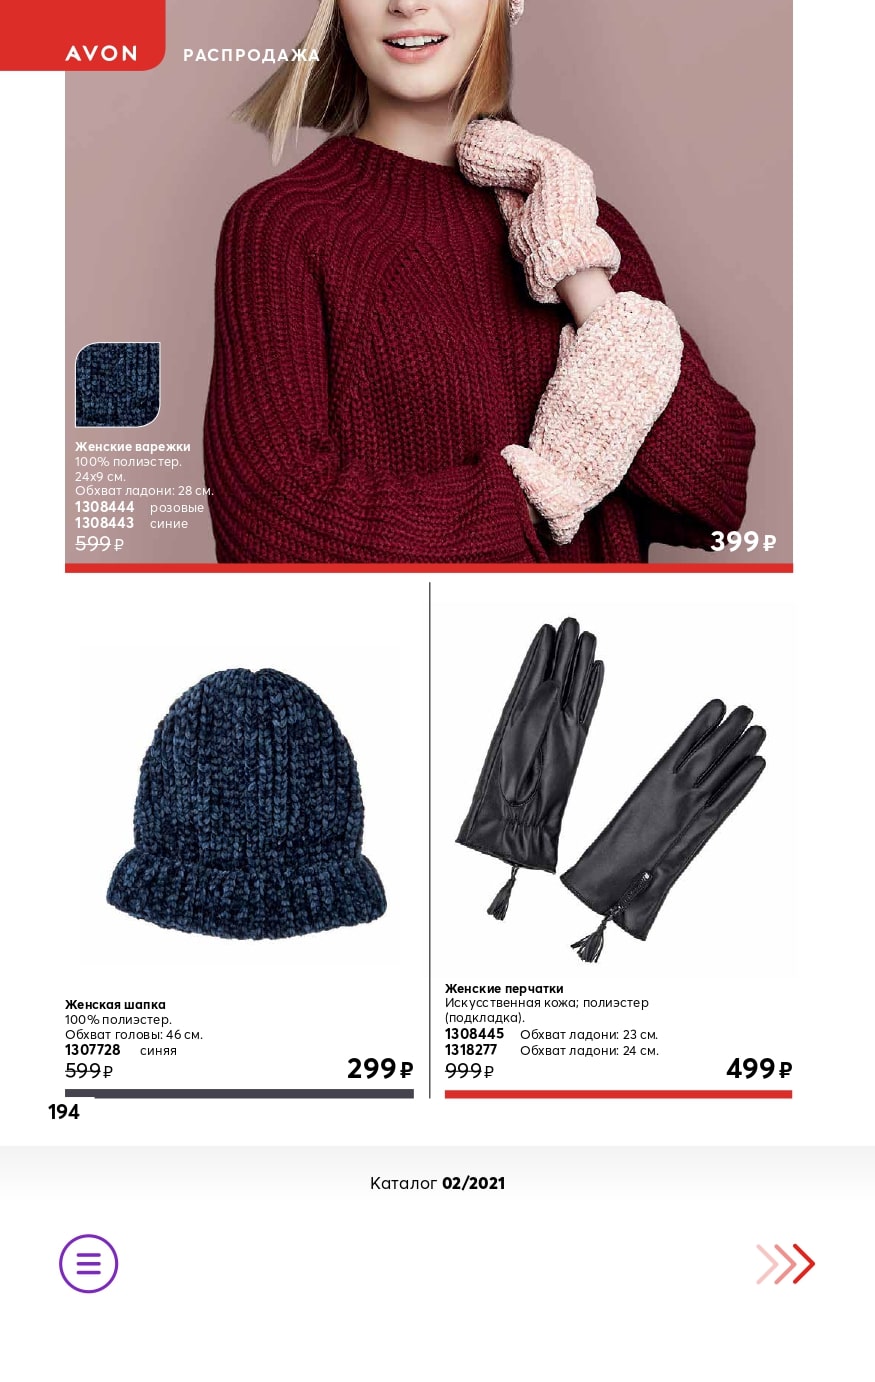 AVON РАСПРОДАЖА
Женские варежки
100% полиэстер.
24х9 см.
Обхват ладони: 28 см.
1308444 розовые
1308443 синие
599 ₽
399 ₽
Женская шапка
100% полиэстер.
Обхват головы: 46 см.
1307728 синяя
599 ₽
299 ₽
Женские перчатки
Искусственная кожа; полиэстер
(подкладка).
1308445 Обхват ладони: 23 см.
1318277 Обхват ладони: 24 см.
999 ₽
499 ₽
194
Каталог 02/2021